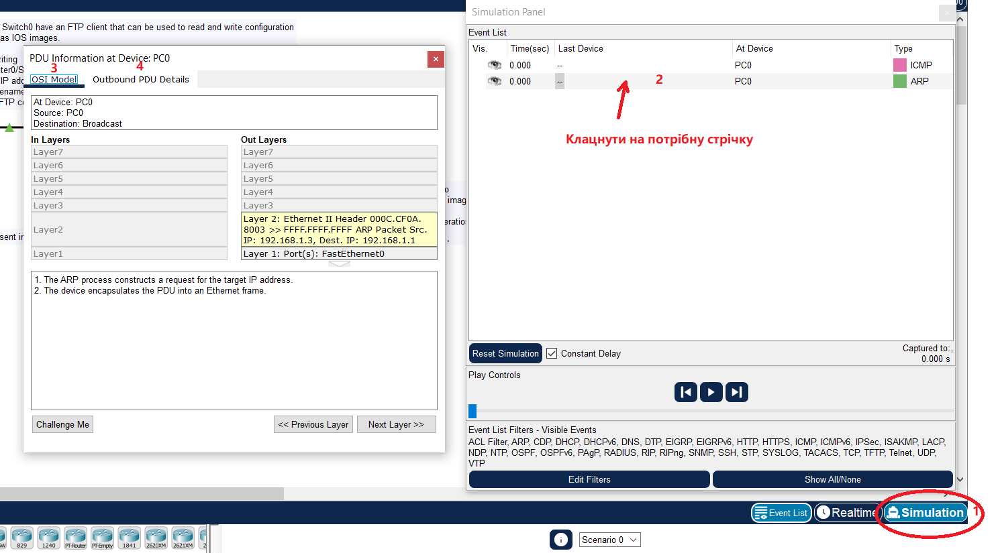 Simulation Panel
Switch0 have an FTP client that can be used to read and write configuration
as IOS images.
Event List
Vis. Time(sec) Last Device At Device Type
0.000 -- PC0 ICMP
0.000 -- PC0 ARP
2
Клацнути на потрібну стрічку
riting
PDU Information at Device: PC0
3 4
OSI Model Outbound PDU Details
At Device: PC0
Source: PC0
Destination: Broadcast
In Layers Out Layers
Layer7 Layer7
Layer6 Layer6
Layer5 Layer5
Layer4 Layer4
Layer3 Layer3
Layer2
Layer 2: Ethernet II Header 000C.CF0A.
8003 >> FFFF.FFFF.FFFF ARP Packet Src.
IP: 192.168.1.3, Dest. IP: 192.168.1.1
Layer1 Layer 1: Port(s): FastEthernet0
1. The ARP process constructs a request for the target IP address.
2. The device encapsulates the PDU into an Ethernet frame.
Challenge Me << Previous Layer Next Layer >>
sent in
Reset Simulation Constant Delay
Captured to:
0.000 s
Play Controls
Event List Filters - Visible Events
ACL Filter, ARP, CDP, DHCP, DHCPv6, DNS, DTP, EIGRP, EIGRPv6, HTTP, HTTPS, ICMP, ICMPv6, IPSec, ISAKMP, LACP,
NDP, NTP, OSPF, OSPFv6, PAgP, RADIUS, RIP, RIPng, SNMP, SSH, STP, SYSLOG, TACACS, TCP, TFTP, Telnet, UDP,
VTP
Edit Filters Show All/None
Event List Realtime Simulation 1
829 1240 PT-Router PT-Empty 1841 2620XM 2621XM
Scenario 0